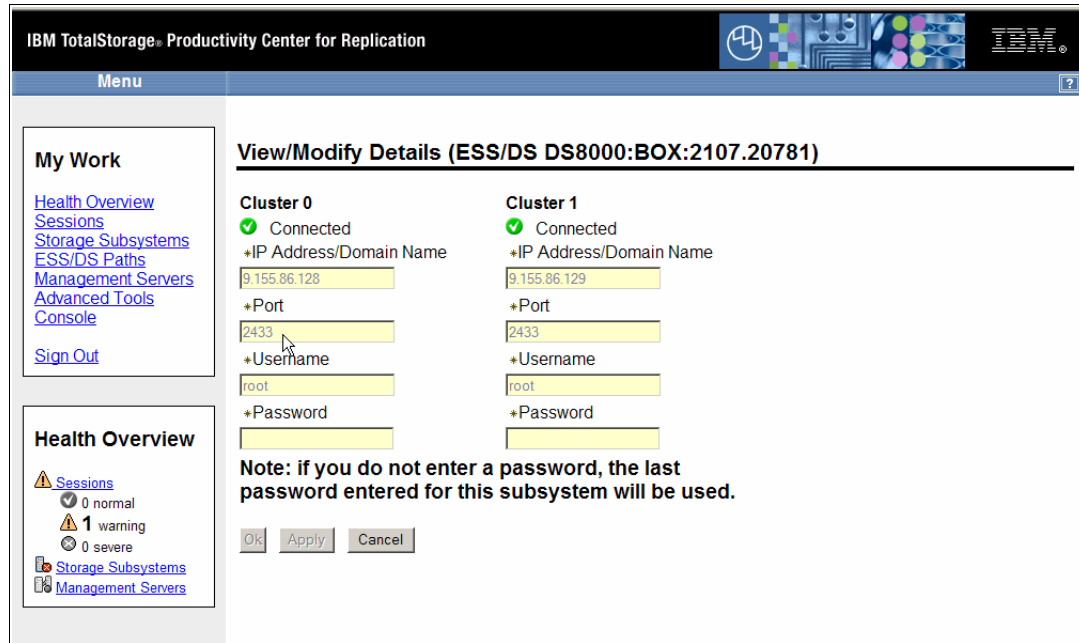 IBM TotalStorage® Productivity Center for Replication
IBM®
Menu
?
My Work
Health Overview
Sessions
Storage Subsystems
ESS/DS Paths
Management Servers
Advanced Tools
Console
Sign Out
Health Overview
Sessions
0 normal
1 warning
0 severe
Storage Subsystems
Management Servers
View/Modify Details (ESS/DS DS8000:BOX:2107.20781)
Cluster 0
Connected
*IP Address/Domain Name
9.155.86.128
*Port
2433
*Username
root
*Password
Cluster 1
Connected
*IP Address/Domain Name
9.155.86.129
*Port
2433
*Username
root
*Password
Note: if you do not enter a password, the last
password entered for this subsystem will be used.
Ok Apply Cancel